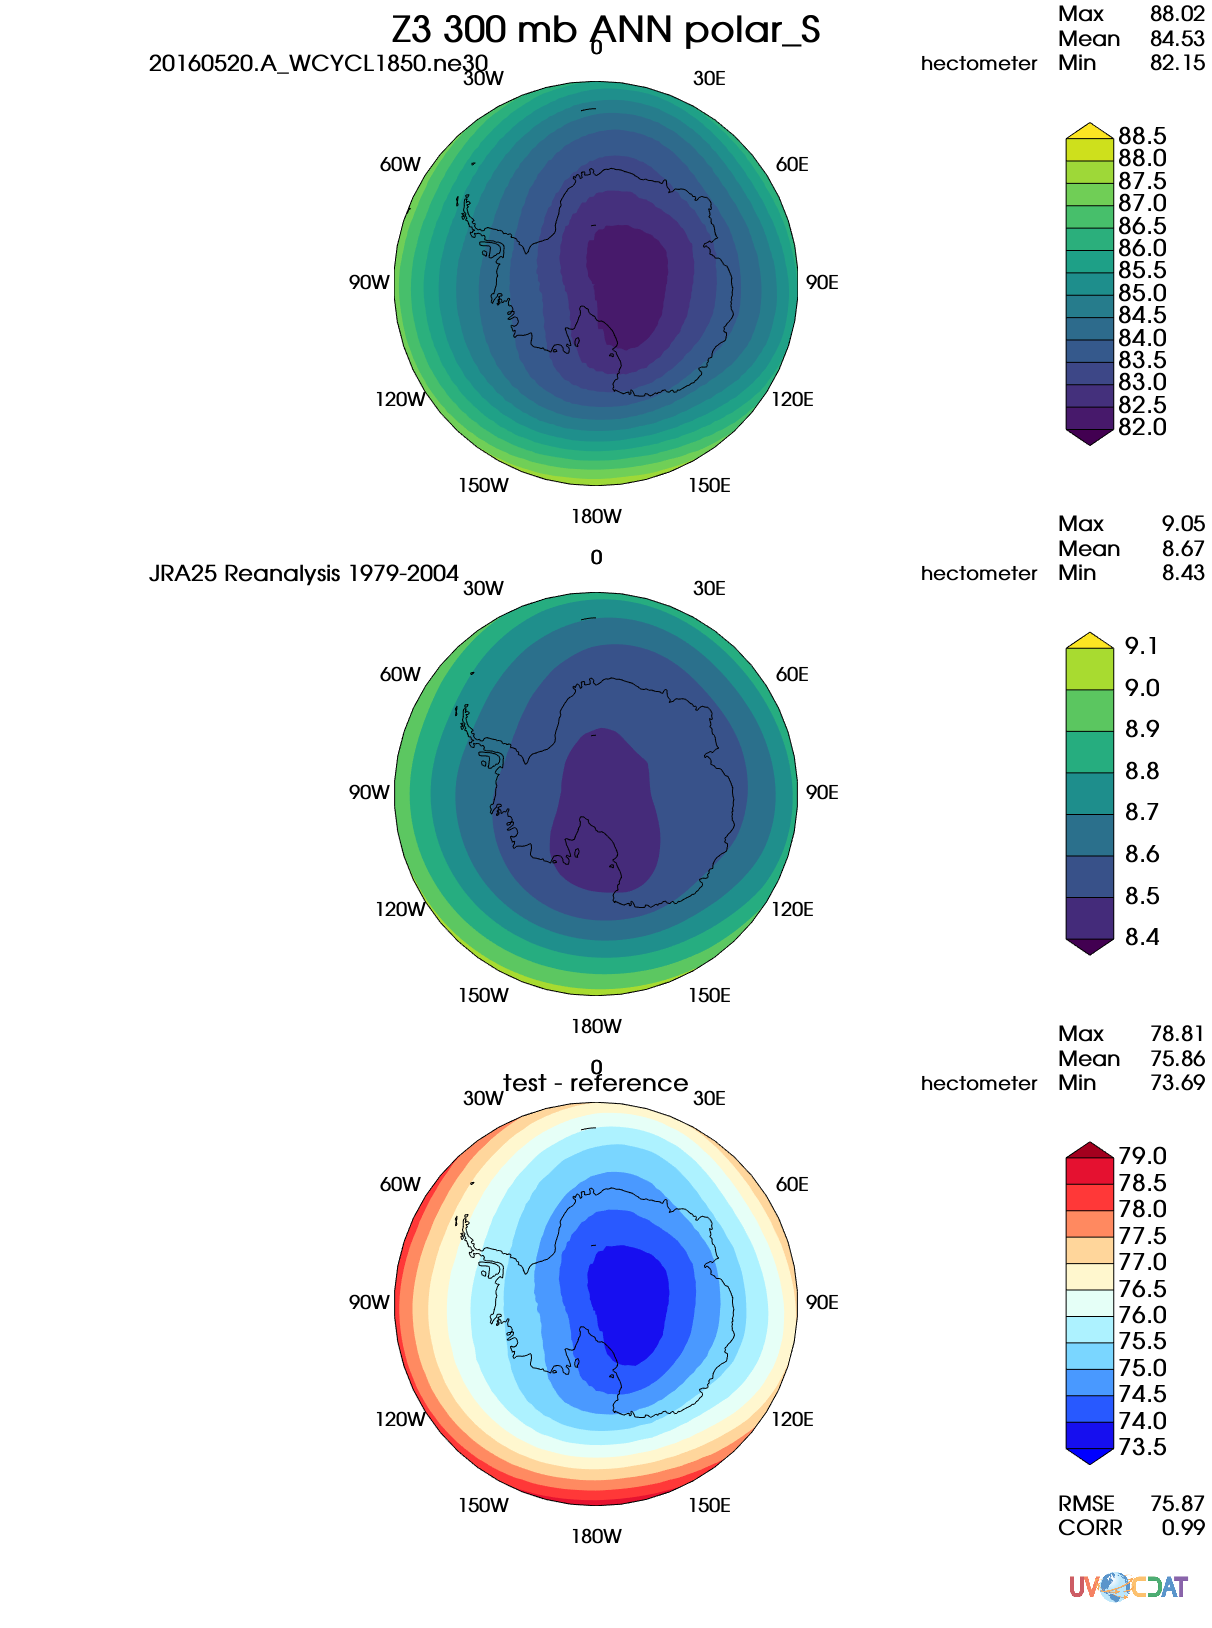 Z3 300 mb ANN polar_S
Max 88.02
Mean 84.53
20160520.A_WCYCL1850.ne30 hectometer Min 82.15
0
30W 30E
60W 60E
90W 90E
120W 120E
150W 150E
180W
88.5
88.0
87.5
87.0
86.5
86.0
85.5
85.0
84.5
84.0
83.5
83.0
82.5
82.0
Max 9.05
Mean 8.67
JRA25 Reanalysis 1979-2004 hectometer Min 8.43
0
30W 30E
60W 60E
90W 90E
120W 120E
150W 150E
180W
9.1
9.0
8.9
8.8
8.7
8.6
8.5
8.4
Max 78.81
Mean 75.86
test - reference hectometer Min 73.69
0
30W 30E
60W 60E
90W 90E
120W 120E
150W 150E
180W
79.0
78.5
78.0
77.5
77.0
76.5
76.0
75.5
75.0
74.5
74.0
73.5
RMSE 75.87
CORR 0.99
UV CDAT